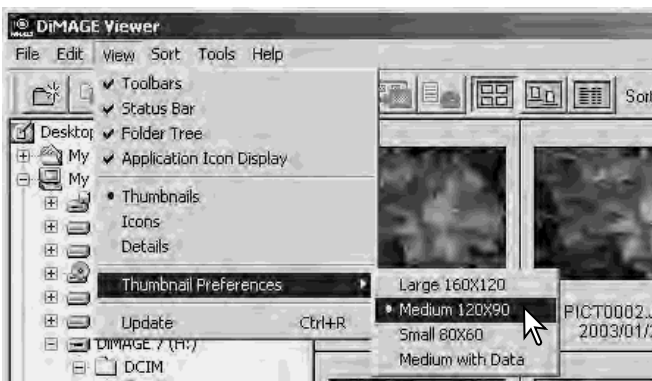 DiMAGE Viewer
File Edit View Sort Tools Help
Toolbars
Status Bar
Folder Tree
Application Icon Display
Thumbnails
Icons
Details
Thumbnail Preferences
Update Ctrl+R
Large 160X120
Medium 120X90
Small 80X60
Medium with Data
Desktop
My
My
DiMAGE 7 (H:)
DCIM
Sort
PICT0002.J
2003/01/